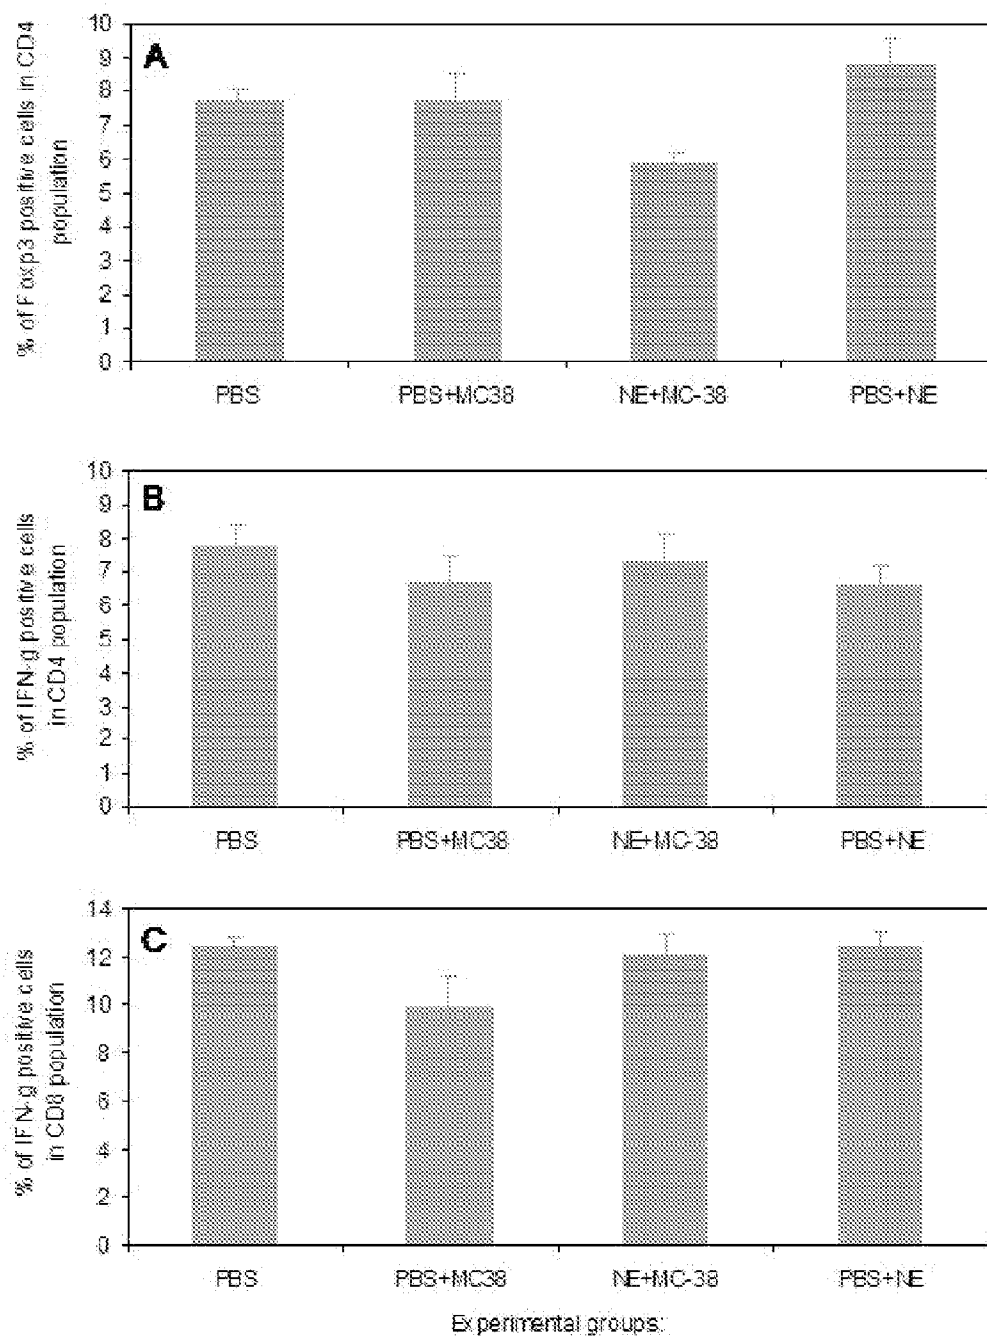 A
% of Foxp3 positive cells in CD4
population
10
9
8
7
6
5
4
3
2
1
0
PBS PBS+MC38 NE+MC-38 PBS+NE
B
% of IFN-g positive cells
in CD4 population
10
9
8
7
6
5
4
3
2
1
0
PBS PBS+MC38 NE+MC-38 PBS+NE
C
% of IFN-g positive cells
in CD8 population
14
12
10
8
6
4
2
0
PBS PBS+MC38 NE+MC-38 PBS+NE
Experimental groups: